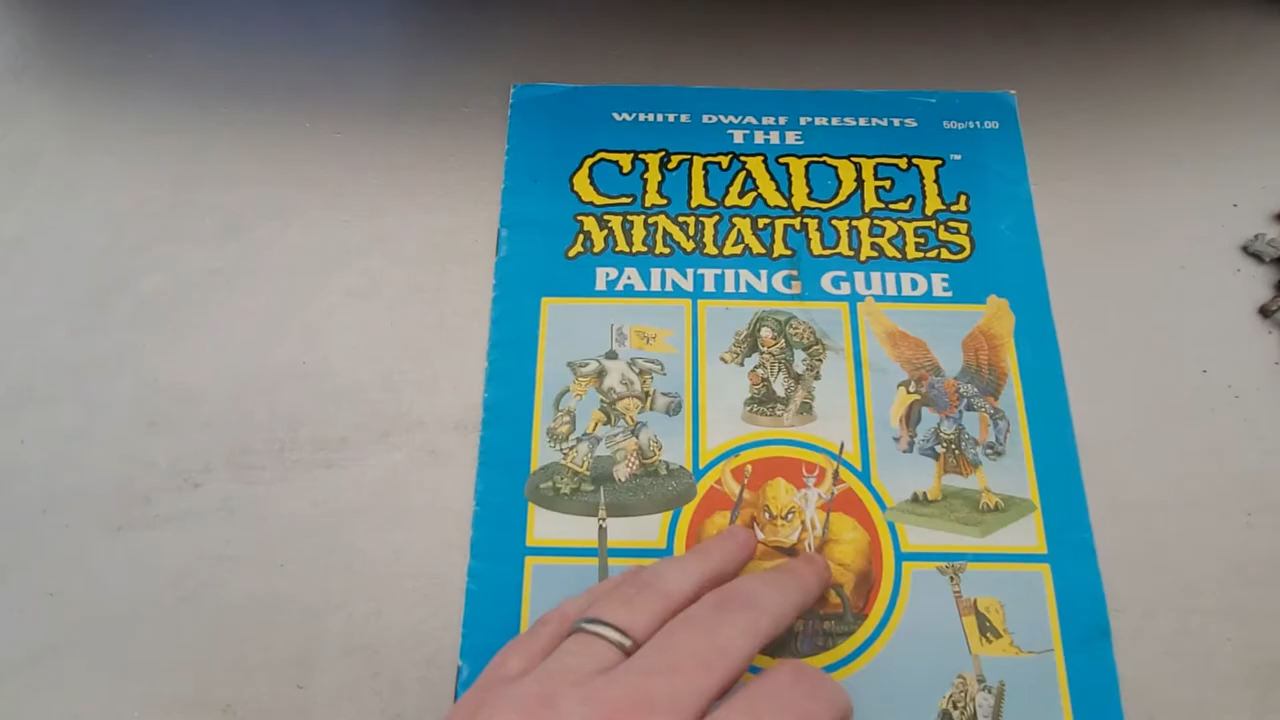 WHITE DWARF PRESENTS
50p/$1.00
THE
CITADEL™
MINIATURES
PAINTING GUIDE